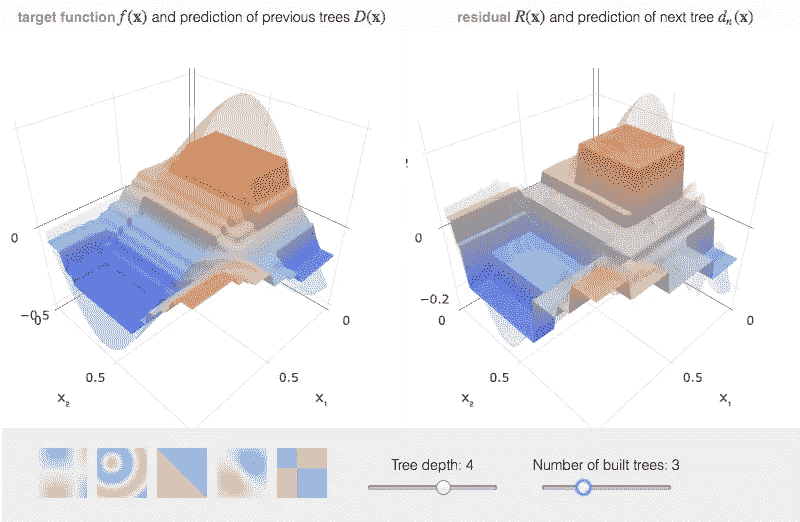 target function f(x) and prediction of previous trees D(x)
residual R(x) and prediction of next tree dₙ(x)
0
−0.5
0
0.5
x₂
0.5
x₁
0
0
−0.2
0
0.5
x₂
0.5
x₁
0
Tree depth: 4
Number of built trees: 3